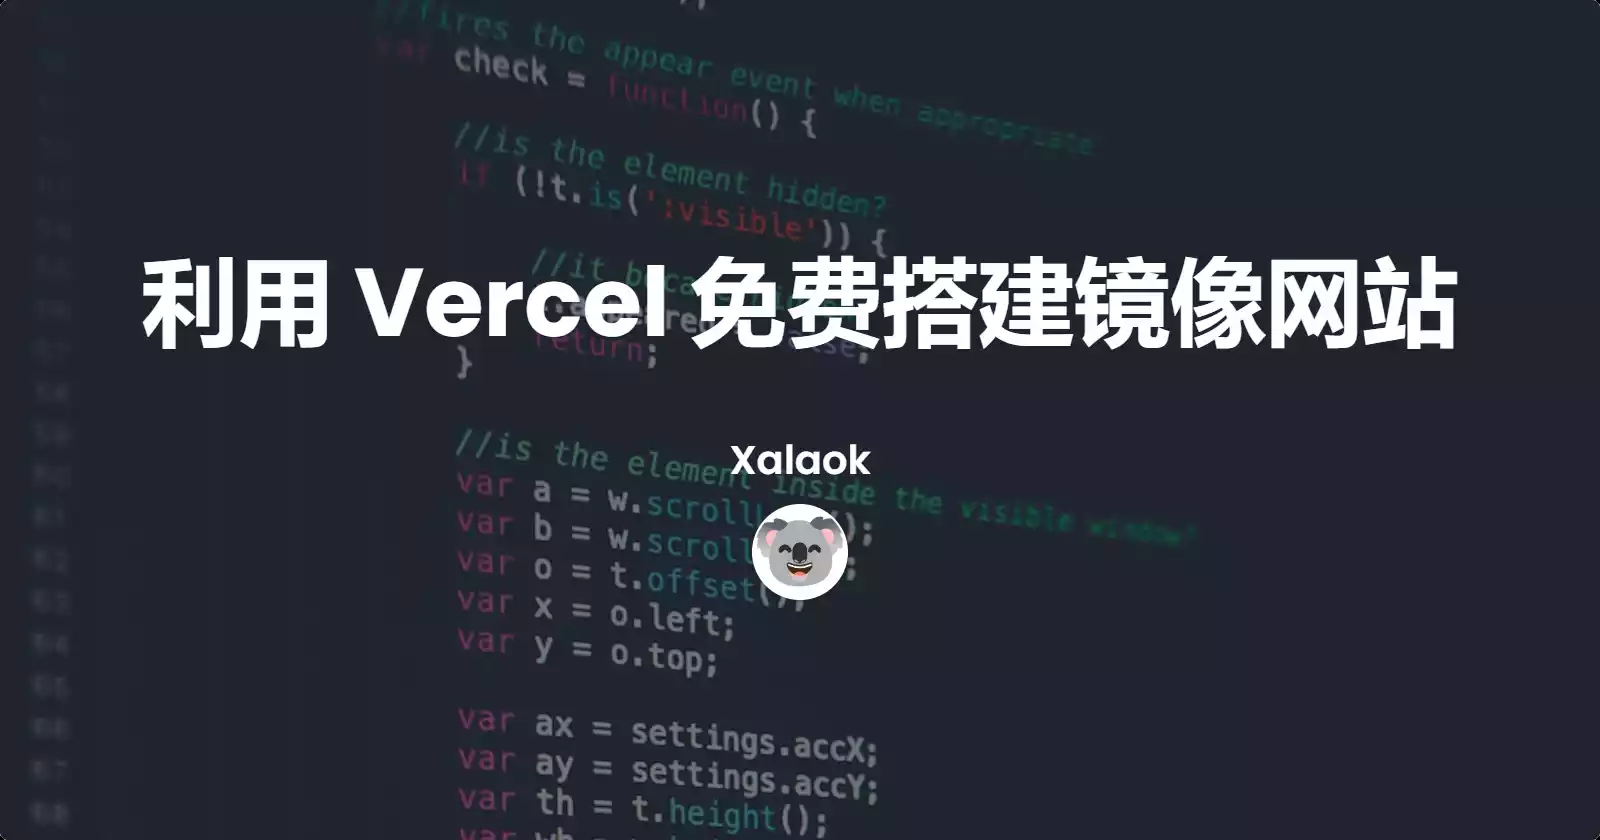 //fires the appear event when appropriate
var check = function() {
//is the element hidden?
if (!t.is(':visible')) {
//it
利用 Vercel 免费搭建镜像网站
return;
}
Xalaok
//is the element inside the visible window?
var a = w.scroll
var b = w.scroll
var o = t.offset();
var x = o.left;
var y = o.top;
var ax = settings.accX;
var ay = settings.accY;
var th = t.height();